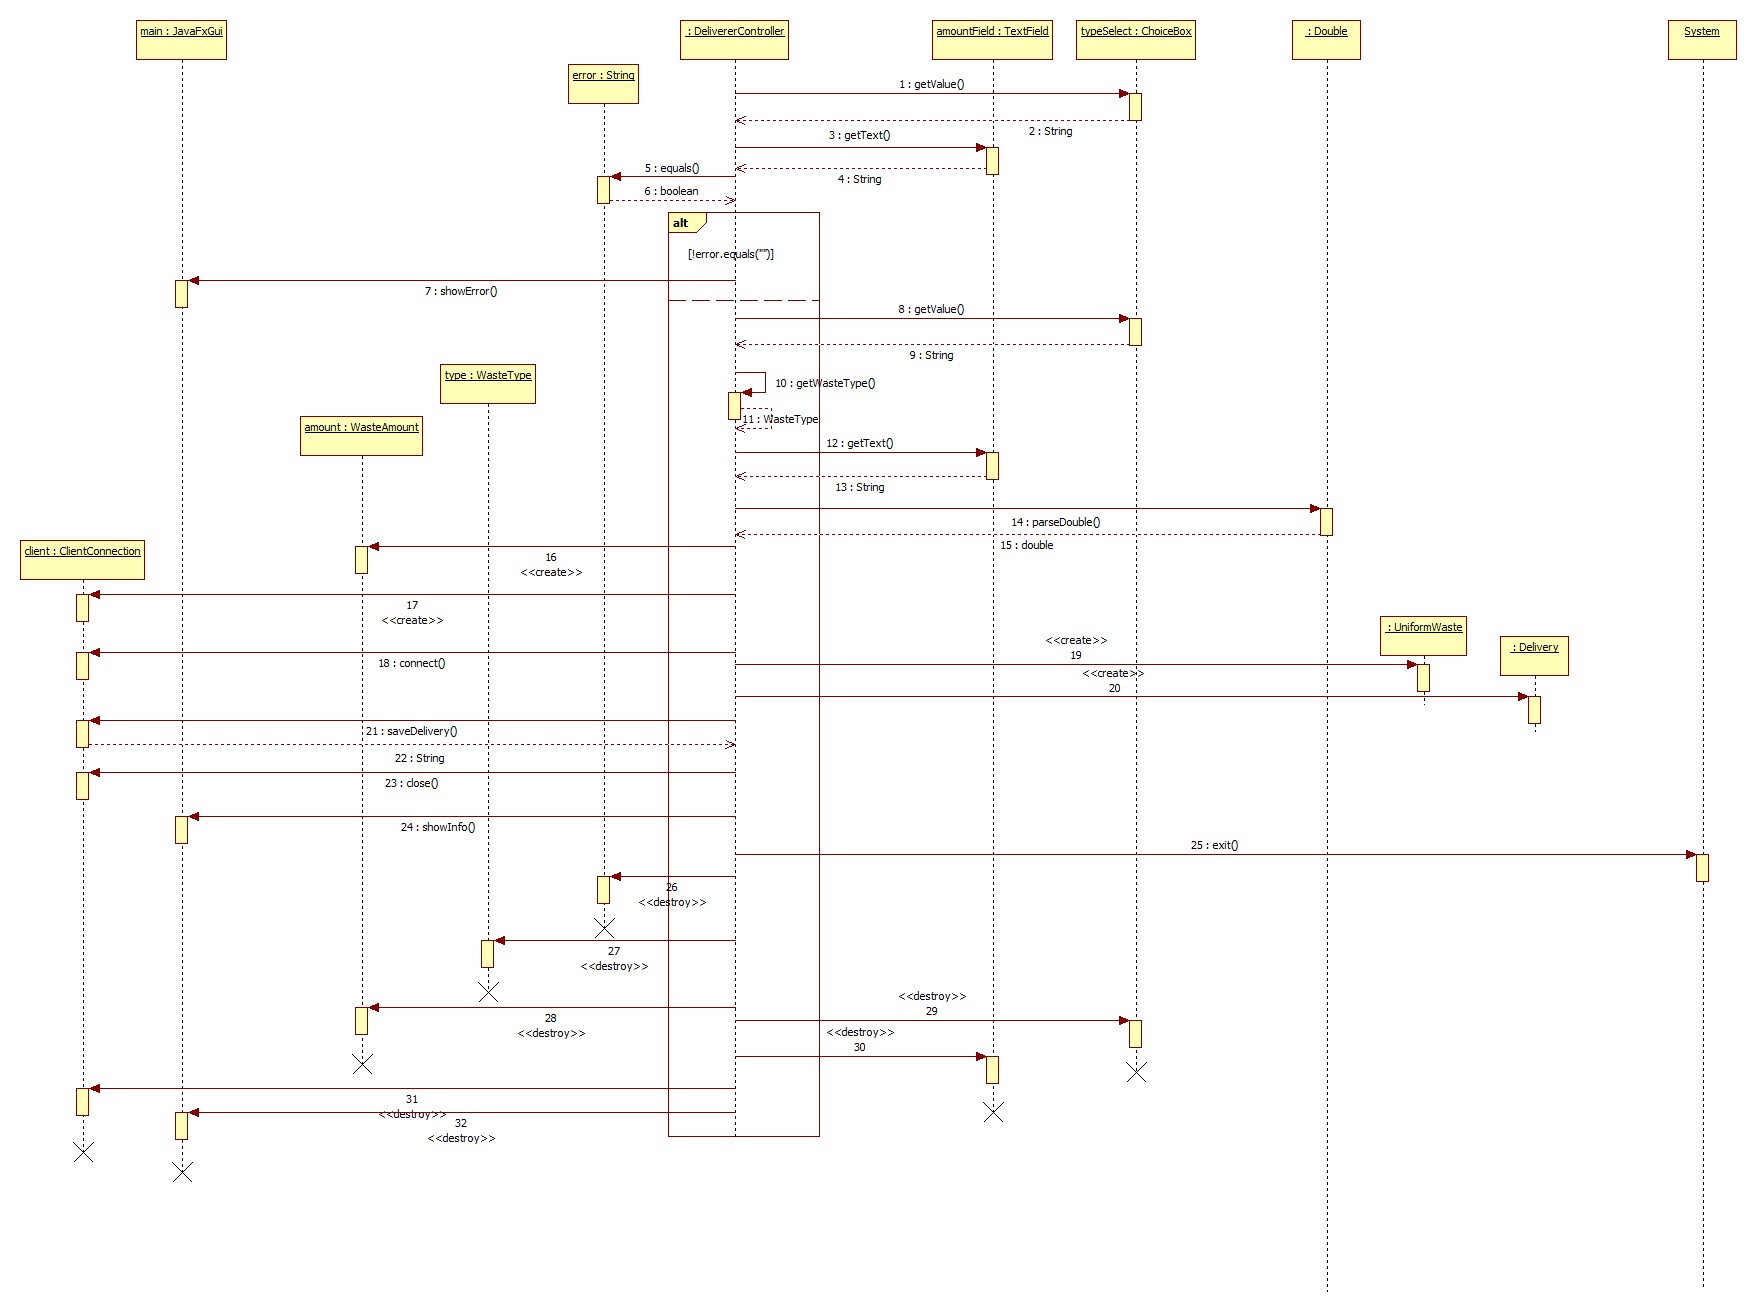 main : JavaFxGui
: DelivererController
amountField : TextField
typeSelect : ChoiceBox
: Double
System
error : String
1 : getValue()
2 : String
3 : getText()
4 : String
5 : equals()
6 : boolean
alt
[!error.equals("")]
7 : showError()
8 : getValue()
9 : String
type : WasteType
10 : getWasteType()
11 : WasteType
amount : WasteAmount
12 : getText()
13 : String
14 : parseDouble()
15 : double
client : ClientConnection
16
<<create>>
17
<<create>>
: UniformWaste
: Delivery
18 : connect()
<<create>>
19
<<create>>
20
21 : saveDelivery()
22 : String
23 : close()
24 : showInfo()
25 : exit()
26
<<destroy>>
27
<<destroy>>
28
<<destroy>>
<<destroy>>
29
<<destroy>>
30
31
<<destroy>>
32
<<destroy>>